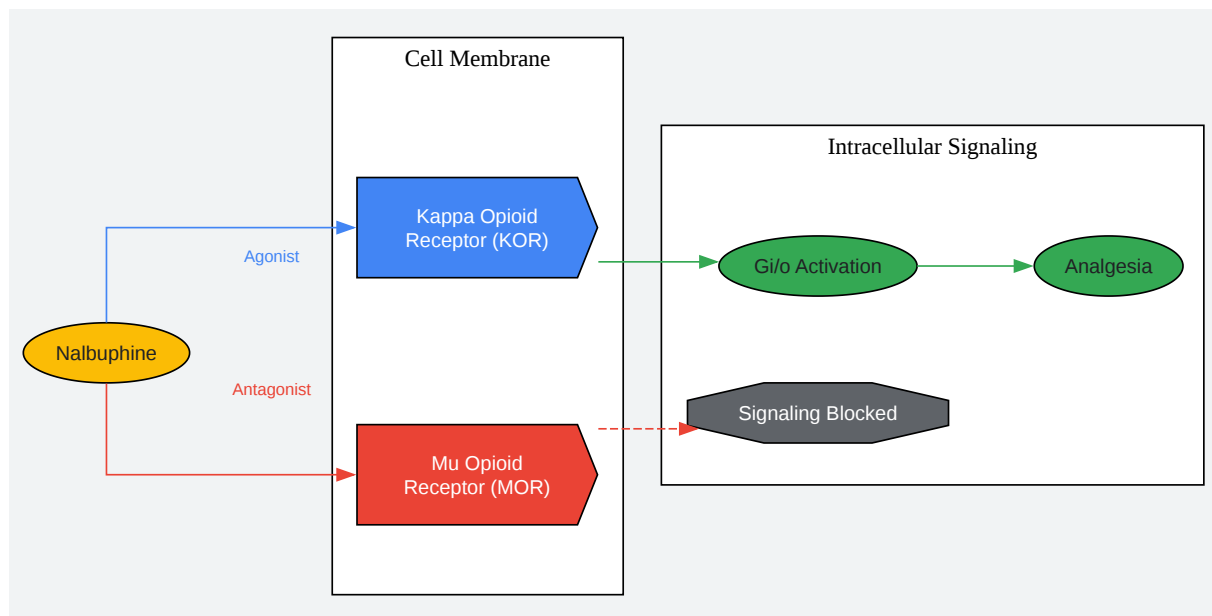 Cell Membrane
Intracellular Signaling
Kappa Opioid
Receptor (KOR)
Agonist
Gi/o Activation
Analgesia
Nalbuphine
Antagonist
Signaling Blocked
Mu Opioid
Receptor (MOR)